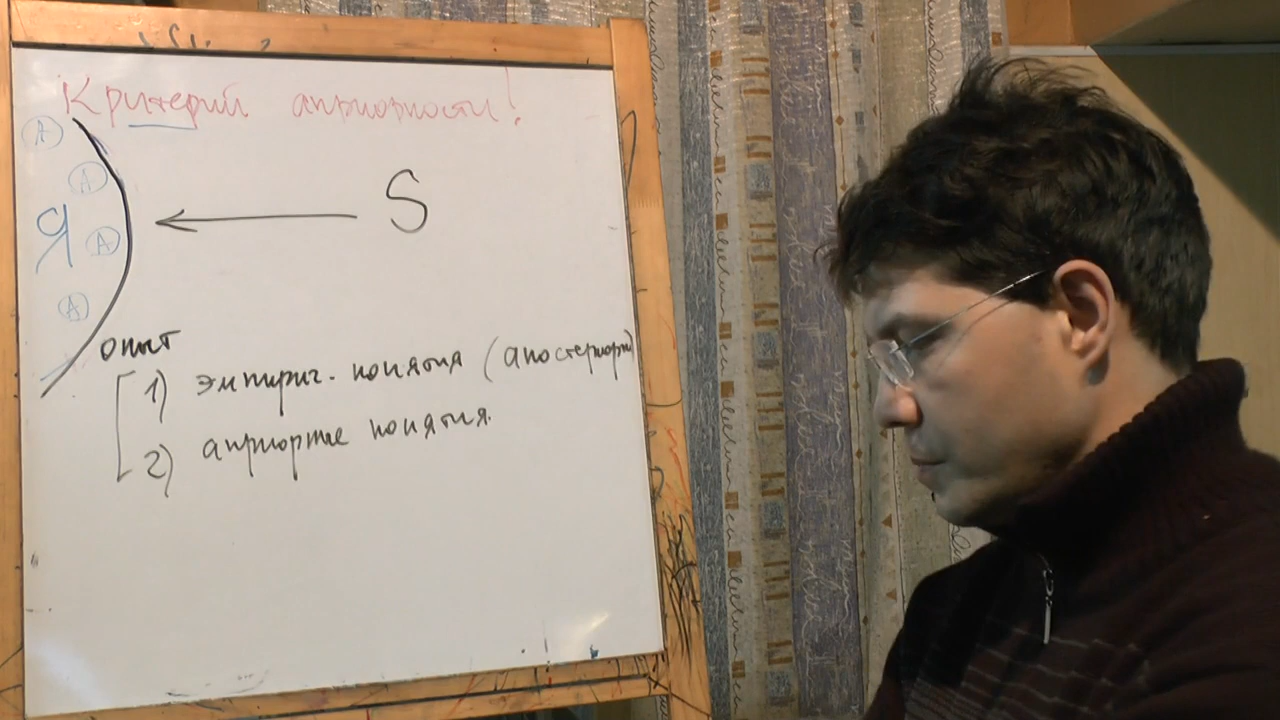 Критерий априорности!
А
А
Я
А
А
S
опыт
1) эмпирич. понятия (апостериорн
2) априорные понятия.